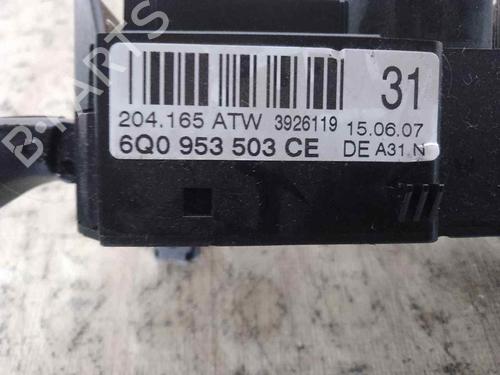 31
204.165 ATW 3926119 15.06.07
6Q0 953 503 CE DE A31 N
B-PARTS